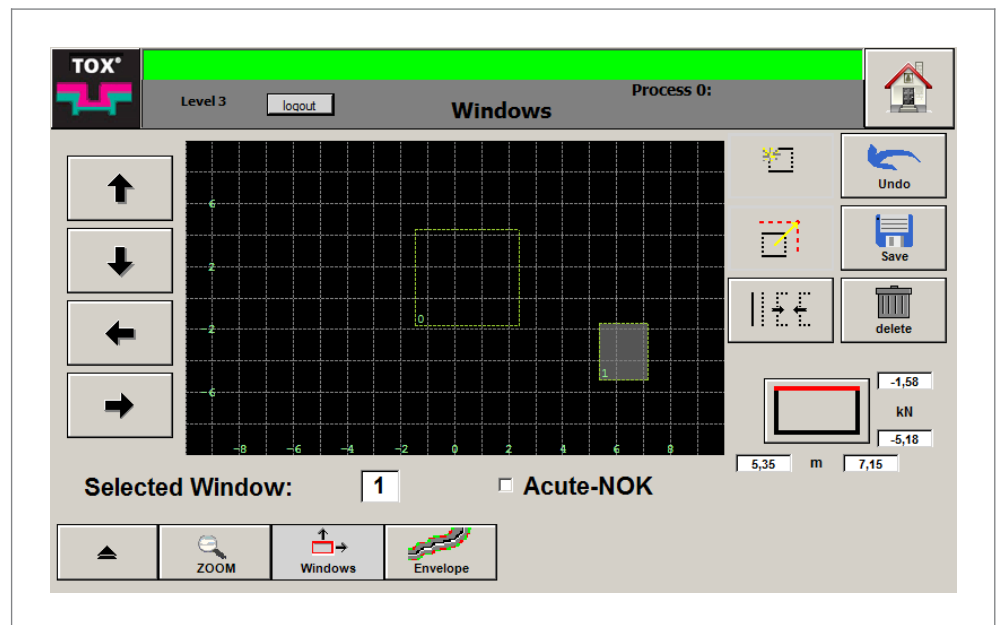 TOX®
Level 3
logout
Windows
Process 0:
Undo
Save
delete
6
2
-2
-6
-8 -6 -4 -2 0 2 4 6 8
0
1
-1,58
kN
-5,18
5,35 m 7,15
Selected Window: 1 Acute-NOK
ZOOM
Windows
Envelope